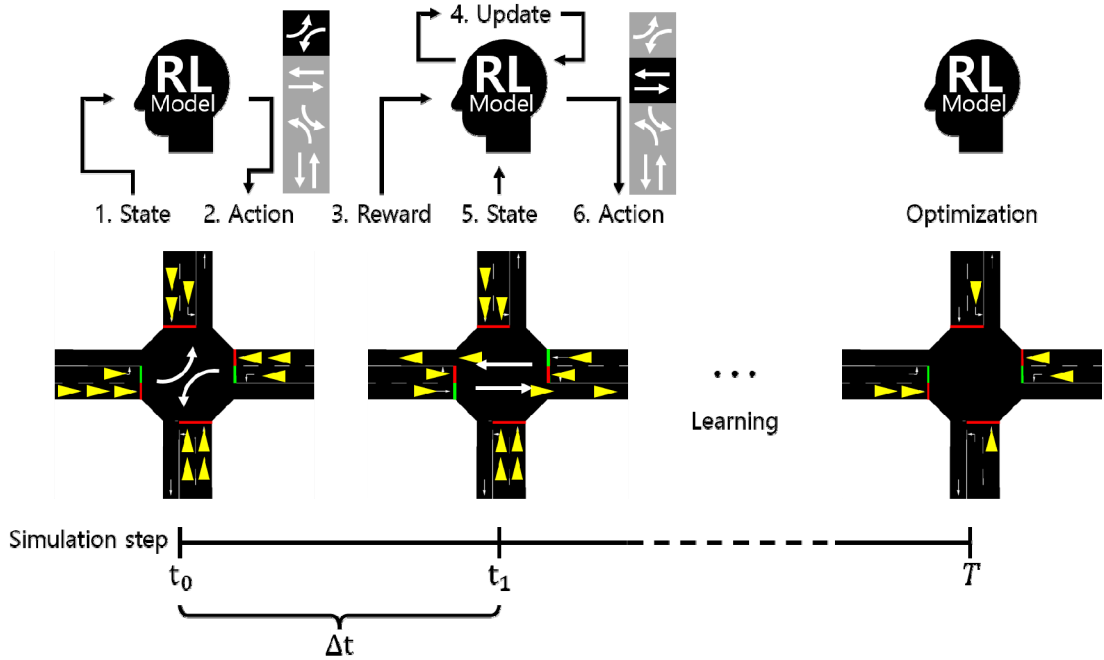 4. Update
RL
Model
RL
Model
RL
Model
1. State
2. Action
3. Reward
5. State
6. Action
Optimization
...
Learning
Simulation step
t₀
t₁
T
Δt